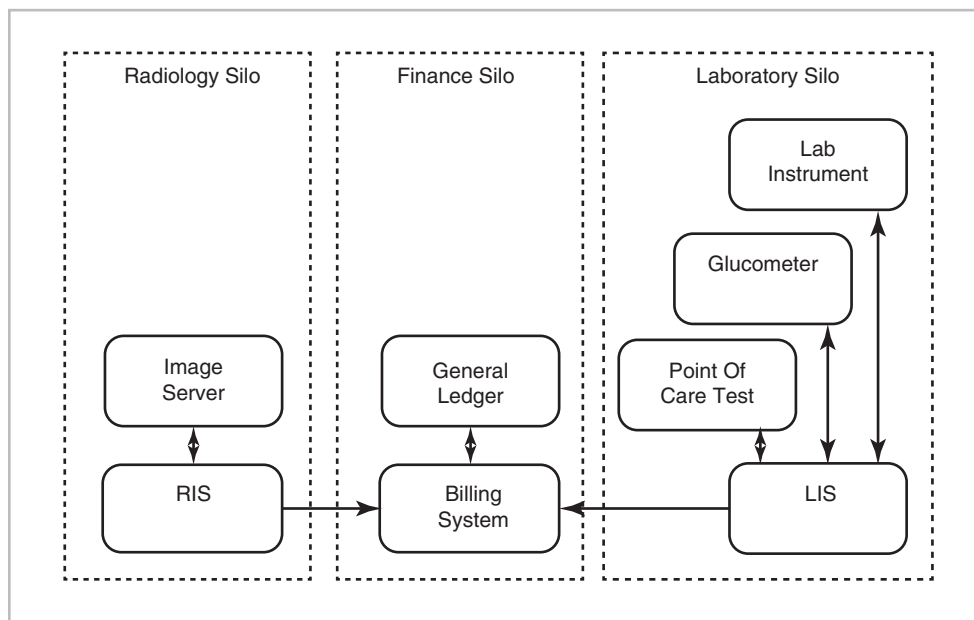 Radiology Silo
Finance Silo
Laboratory Silo
Lab
Instrument
Glucometer
Image
Server
General
Ledger
Point Of
Care Test
RIS
Billing
System
LIS